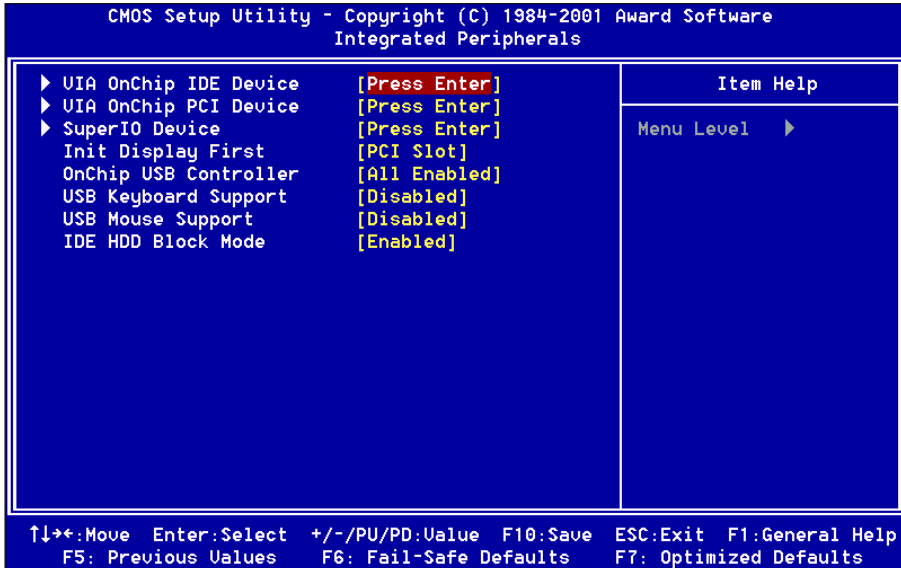 CMOS Setup Utility - Copyright (C) 1984-2001 Award Software
Integrated Peripherals
VIA OnChip IDE Device [Press Enter]
VIA OnChip PCI Device [Press Enter]
SuperIO Device [Press Enter]
Init Display First [PCI Slot]
OnChip USB Controller [All Enabled]
USB Keyboard Support [Disabled]
USB Mouse Support [Disabled]
IDE HDD Block Mode [Enabled]
Item Help
Menu Level
↑↓→←:Move Enter:Select +/-/PU/PD:Value F10:Save ESC:Exit F1:General Help
F5: Previous Values F6: Fail-Safe Defaults F7: Optimized Defaults